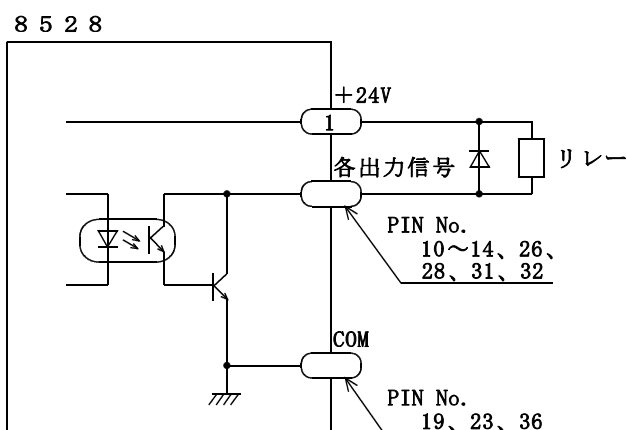 ８５２８
＋24V
1
各出力信号
リレー
PIN No.
10〜14、26、
28、31、32
COM
PIN No.
19、23、36